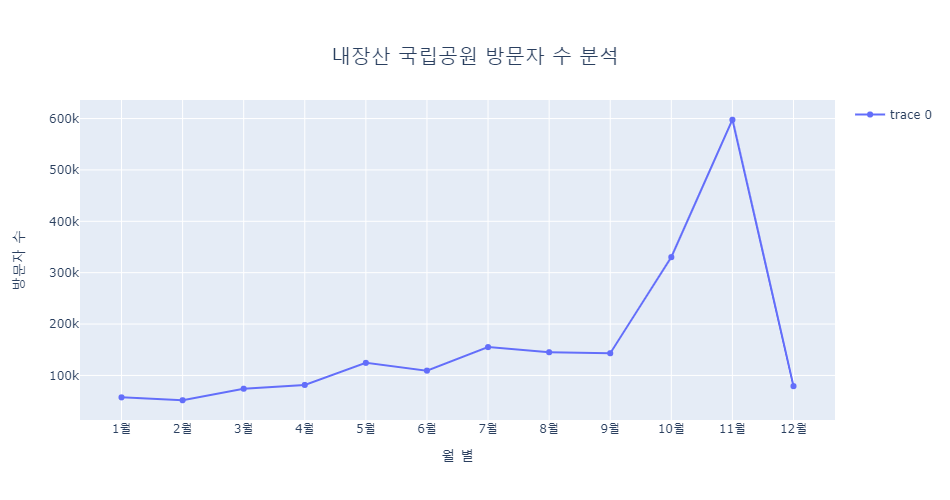 내장산 국립공원 방문자 수 분석
trace 0
방문자 수
600k
500k
400k
300k
200k
100k
1월 2월 3월 4월 5월 6월 7월 8월 9월 10월 11월 12월
월 별